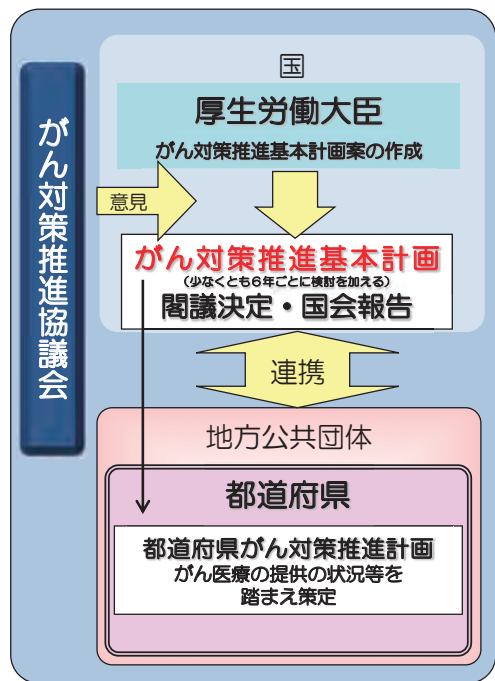 がん対策推進協議会
国
厚生労働大臣
がん対策推進基本計画案の作成
意見
がん対策推進基本計画
(少なくとも6年ごとに検討を加える)
閣議決定・国会報告
連携
地方公共団体
都道府県
都道府県がん対策推進計画
がん医療の提供の状況等を
踏まえ策定